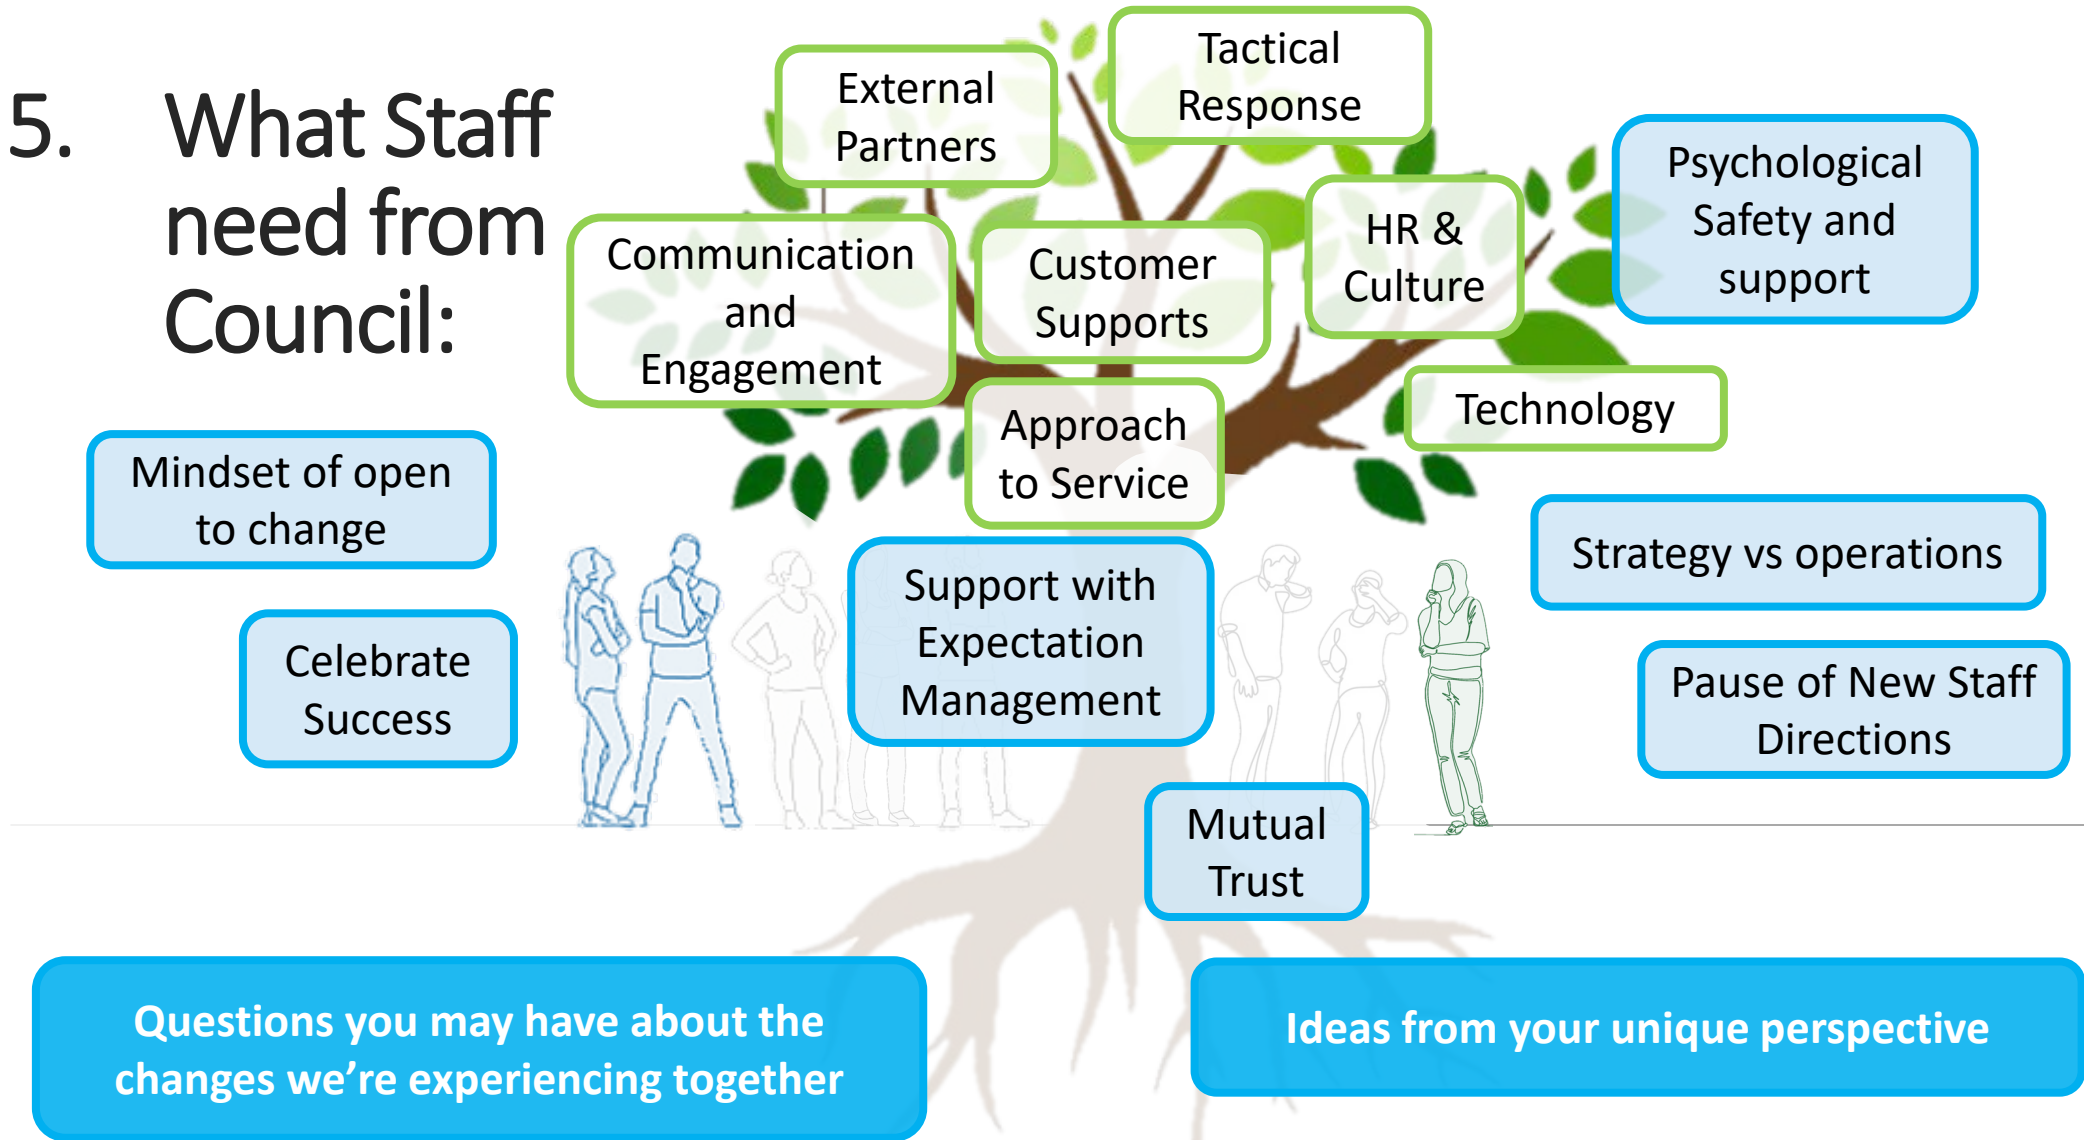 5. What Staff
need from
Council:
External
Partners
Tactical
Response
Psychological
Safety and
support
Communication
and
Engagement
Customer
Supports
HR &
Culture
Technology
Approach
to Service
Mindset of open
to change
Celebrate
Success
Support with
Expectation
Management
Strategy vs operations
Pause of New Staff
Directions
Mutual
Trust
Questions you may have about the
changes we’re experiencing together
Ideas from your unique perspective